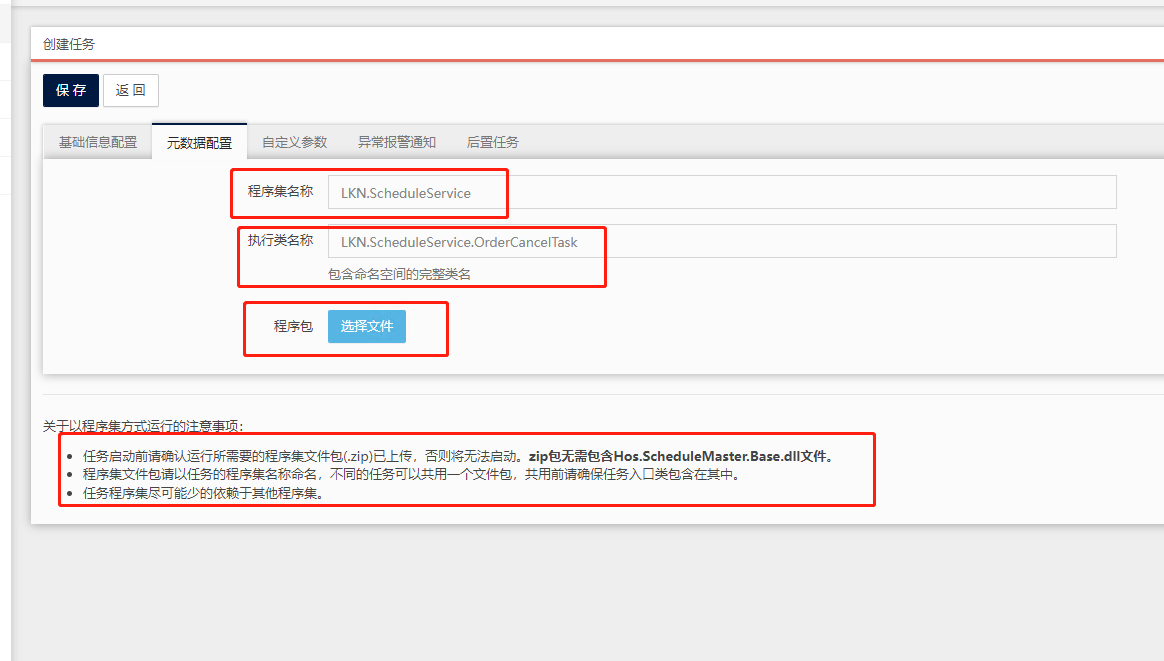 创建任务
保 存 返 回
基础信息配置 元数据配置 自定义参数 异常报警通知 后置任务
程序集名称 LKN.ScheduleService
执行类名称 LKN.ScheduleService.OrderCancelTask
包含命名空间的完整类名
程序包 选择文件
关于以程序集方式运行的注意事项：
• 任务启动前请确认运行所需要的程序集文件包(.zip)已上传，否则将无法启动。zip包无需包含Hos.ScheduleMaster.Base.dll文件。
• 程序集文件包请以任务的程序集名称命名，不同的任务可以共用一个文件包，共用前请确保任务入口类包含在其中。
• 任务程序集尽可能少的依赖于其他程序集。